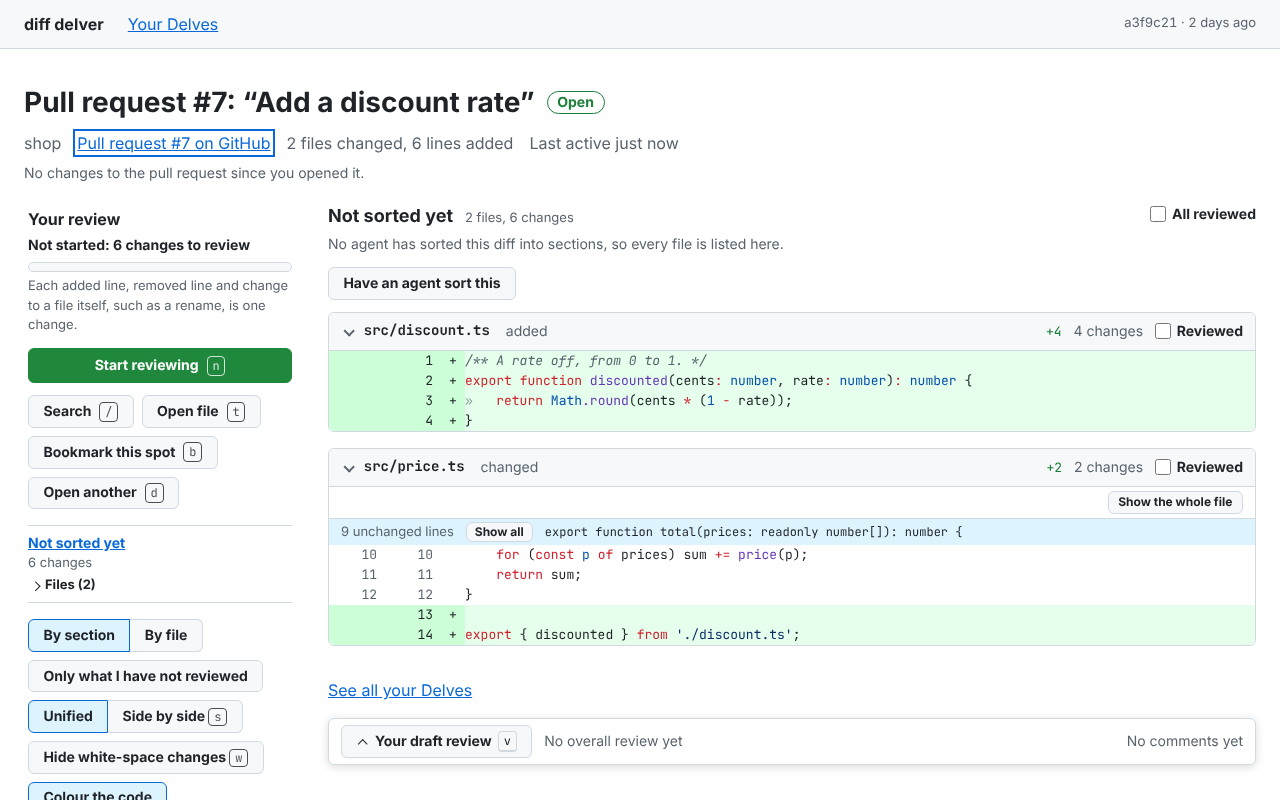 diff delver Your Delves a3f9c21 · 2 days ago
Pull request #7: “Add a discount rate” Open
shop Pull request #7 on GitHub 2 files changed, 6 lines added Last active just now
No changes to the pull request since you opened it.
Your review
Not started: 6 changes to review
Each added line, removed line and change
to a file itself, such as a rename, is one
change.
Start reviewing n
Search / Open file t
Bookmark this spot b
Open another d
Not sorted yet
6 changes
Files (2)
By section By file
Only what I have not reviewed
Unified Side by side s
Hide white-space changes w
Colour the code
Not sorted yet 2 files, 6 changes All reviewed
No agent has sorted this diff into sections, so every file is listed here.
Have an agent sort this
src/discount.ts added +4 4 changes Reviewed
1 + /** A rate off, from 0 to 1. */
2 + export function discounted(cents: number, rate: number): number {
3 + » return Math.round(cents * (1 - rate));
4 + }
src/price.ts changed +2 2 changes Reviewed
Show the whole file
9 unchanged lines Show all export function total(prices: readonly number[]): number {
10 10 for (const p of prices) sum += price(p);
11 11 return sum;
12 12 }
13 +
14 + export { discounted } from './discount.ts';
See all your Delves
Your draft review v No overall review yet No comments yet